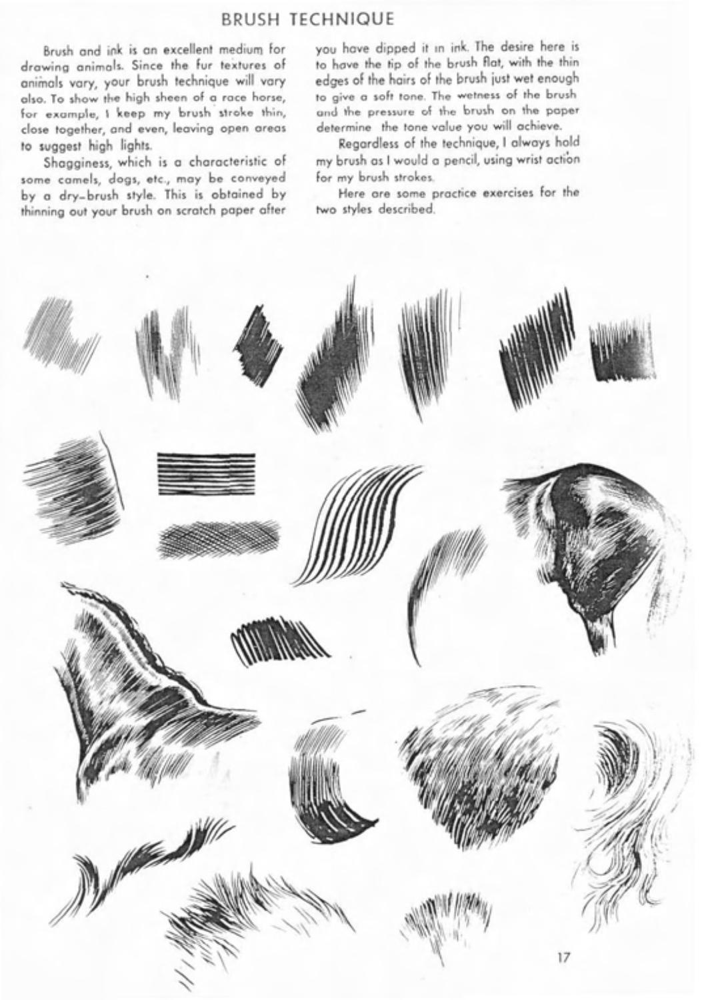 BRUSH TECHNIQUE
Brush and ink is an excellent medium for
drawing animals. Since the fur textures of
animals vary, your brush technique will vary
also. To show the high sheen of a race horse,
for example, I keep my brush stroke thin,
close together, and even, leaving open areas
to suggest high lights.
Shagginess, which is a characteristic of
some camels, dogs, etc., may be conveyed
by a dry-brush style. This is obtained by
thinning out your brush on scratch paper after
you have dipped it in ink. The desire here is
to have the tip of the brush flat, with the thin
edges of the hairs of the brush just wet enough
to give a soft tone. The wetness of the brush
and the pressure of the brush on the paper
determine the tone value you will achieve.
Regardless of the technique, I always hold
my brush as I would a pencil, using wrist action
for my brush strokes.
Here are some practice exercises for the
two styles described.
17